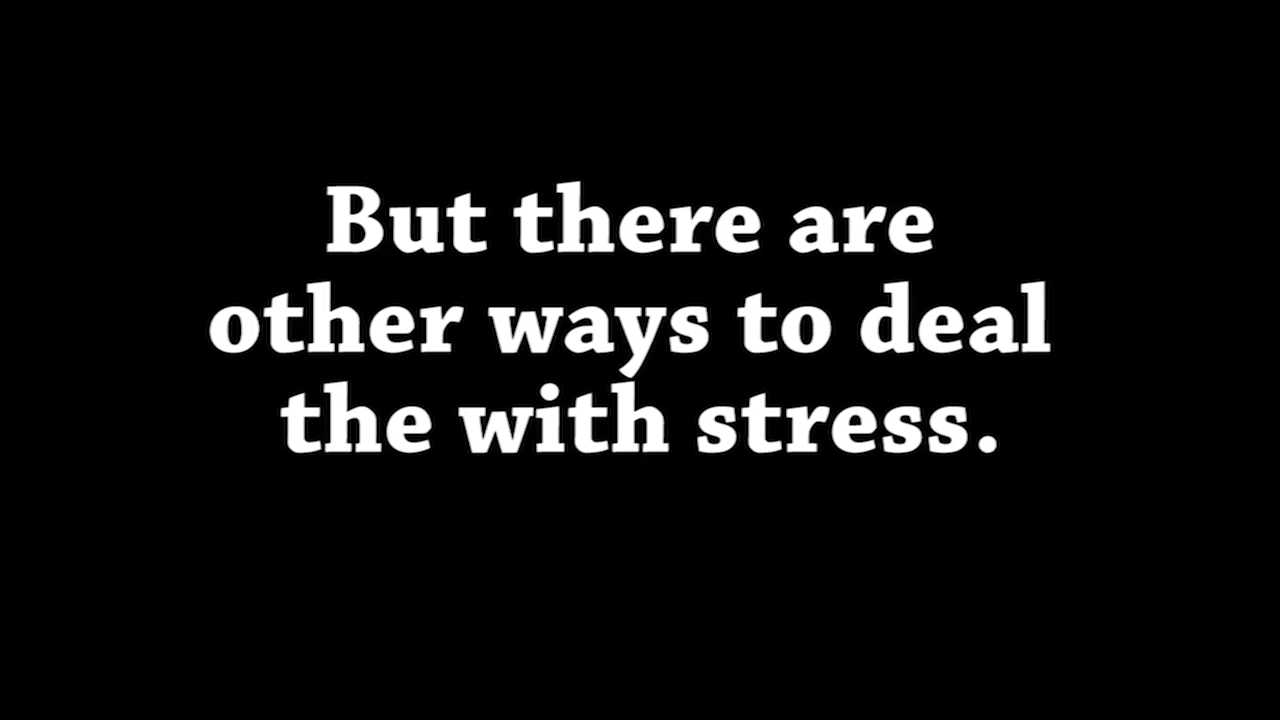 But there are
other ways to deal
the with stress.